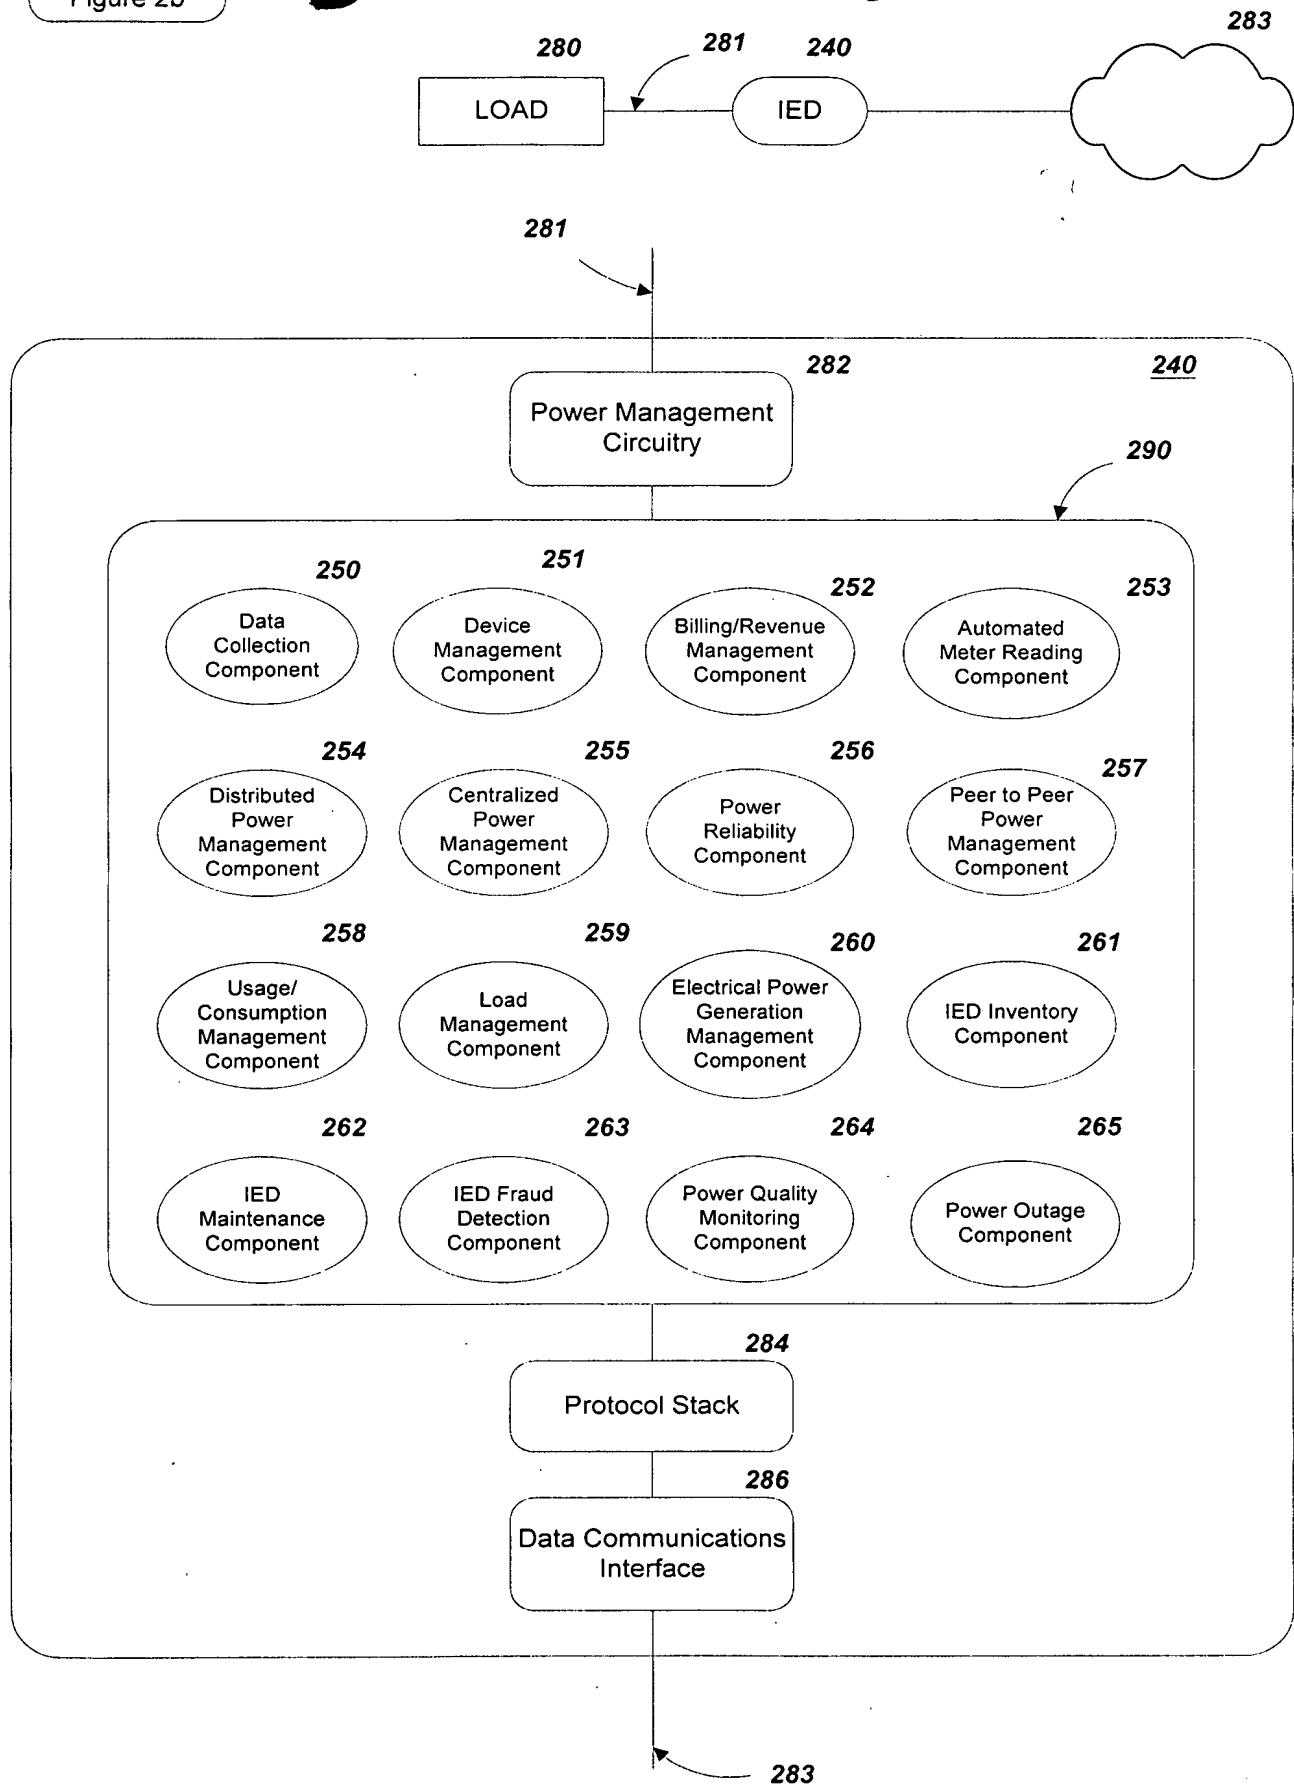 Figure 2b
283
280
281
240
LOAD
IED
281
282
240
Power Management
Circuitry
290
250
251
252
253
Data
Collection
Component
Device
Management
Component
Billing/Revenue
Management
Component
Automated
Meter Reading
Component
254
255
256
257
Distributed
Power
Management
Component
Centralized
Power
Management
Component
Power
Reliability
Component
Peer to Peer
Power
Management
Component
258
259
260
261
Usage/
Consumption
Management
Component
Load
Management
Component
Electrical Power
Generation
Management
Component
IED Inventory
Component
262
263
264
265
IED
Maintenance
Component
IED Fraud
Detection
Component
Power Quality
Monitoring
Component
Power Outage
Component
284
Protocol Stack
286
Data Communications
Interface
283